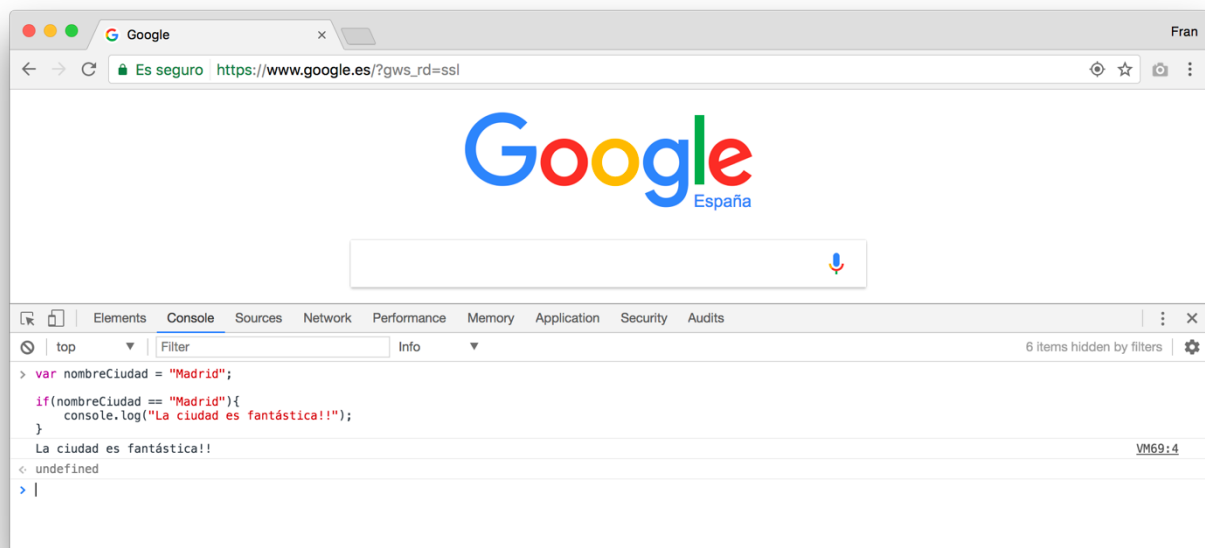 Google
Fran
Es seguro https://www.google.es/?gws_rd=ssl
Google
España
Elements Console Sources Network Performance Memory Application Security Audits
top Filter Info 6 items hidden by filters
var nombreCiudad = "Madrid";
if(nombreCiudad == "Madrid"){
console.log("La ciudad es fantástica!!");
}
La ciudad es fantástica!! VM69:4
undefined